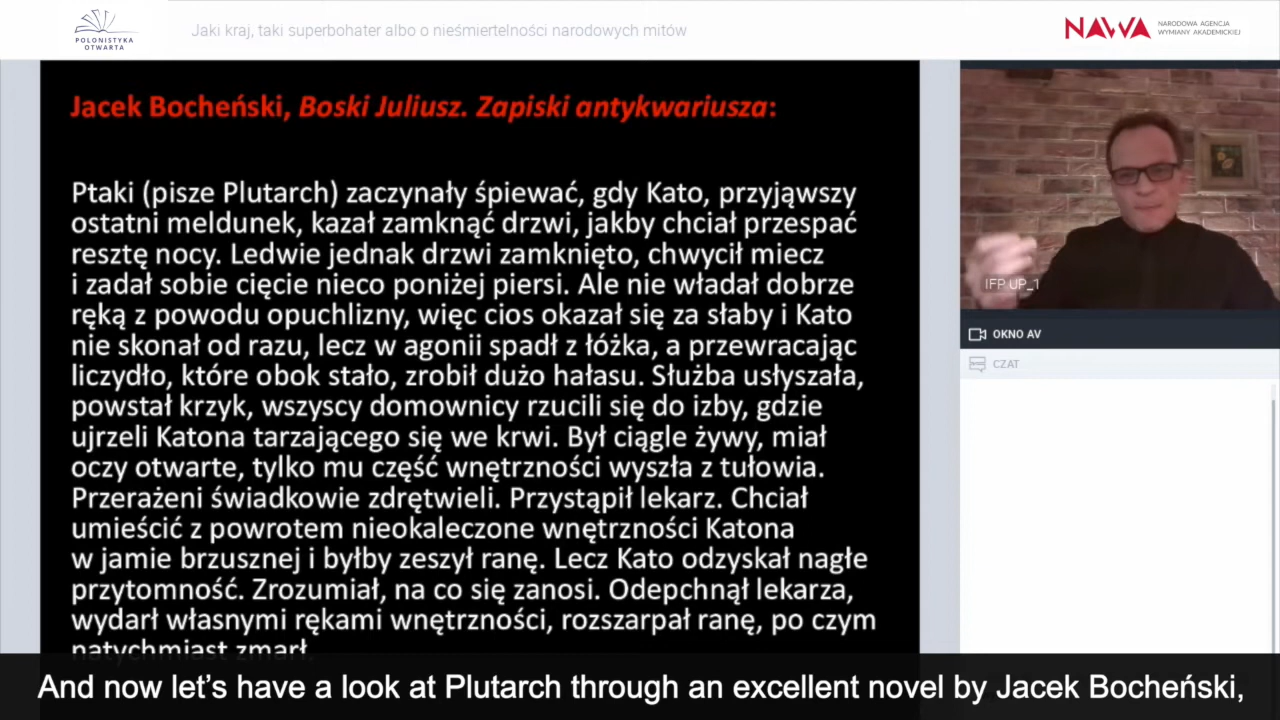 POLONISTYKA
OTWARTA
Jaki kraj, taki superbohater albo o nieśmiertelności narodowych mitów
NAWA
NARODOWA AGENCJA
WYMIANY AKADEMICKIEJ
Jacek Bocheński, Boski Juliusz. Zapiski antykwariusza:
Ptaki (pisze Plutarch) zaczynały śpiewać, gdy Kato, przyjąwszy
ostatni meldunek, kazał zamknąć drzwi, jakby chciał przespać
resztę nocy. Ledwie jednak drzwi zamknięto, chwycił miecz
i zadał sobie cięcie nieco poniżej piersi. Ale nie władał dobrze
ręką z powodu opuchlizny, więc cios okazał się za słaby i Kato
nie skonał od razu, lecz w agonii spadł z łóżka, a przewracając
liczydło, które obok stało, zrobił dużo hałasu. Służba usłyszała,
powstał krzyk, wszyscy domownicy rzucili się do izby, gdzie
ujrzeli Katona tarzającego się we krwi. Był ciągle żywy, miał
oczy otwarte, tylko mu część wnętrzności wyszła z tułowia.
Przerażeni świadkowie zdrętwieli. Przystąpił lekarz. Chciał
umieścić z powrotem nieokaleczone wnętrzności Katona
w jamie brzusznej i byłby zeszył ranę. Lecz Kato odzyskał nagłe
przytomność. Zrozumiał, na co się zanosi. Odepchnął lekarza,
wydarł własnymi rękami wnętrzności, rozszarpał ranę, po czym
natychmiast zmarł.
IFP UP_1
OKNO AV
CZAT
And now let's have a look at Plutarch through an excellent novel by Jacek Bocheński,